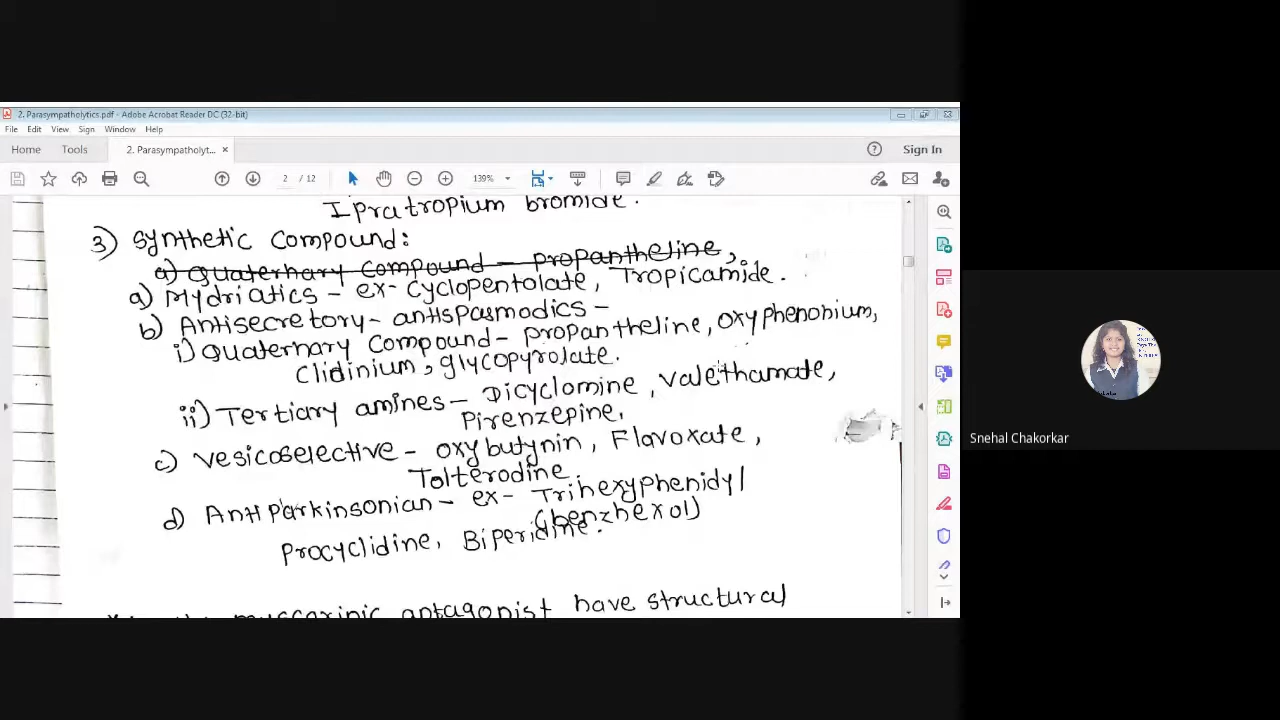 2. Parasympatholytics.pdf - Adobe Acrobat Reader DC (32-bit)
File Edit View Sign Window Help
Home Tools 2. Parasympatholyt... ×
Sign In
2 / 12 139%
Ipratropium bromide.
3) Synthetic Compound:
a) Quaternary Compound - propantheline,
a) Mydriatics - ex- Cyclopentolate, Tropicamide.
b) Antisecretory - antispasmodics -
i) Quaternary Compound - propantheline, oxyphenonium,
Clidinium, glycopyrolate.
ii) Tertiary amines - Dicyclomine, Valethamate,
Pirenzepine.
c) Vesicoselective - oxybutynin, Flavoxate,
Tolterodine
d) AntiParkinsonian - ex- Trihexyphenidyl
(benzhexol)
Procyclidine, Biperidine.
muscarinic antagonist have structural
Snehal Chakorkar